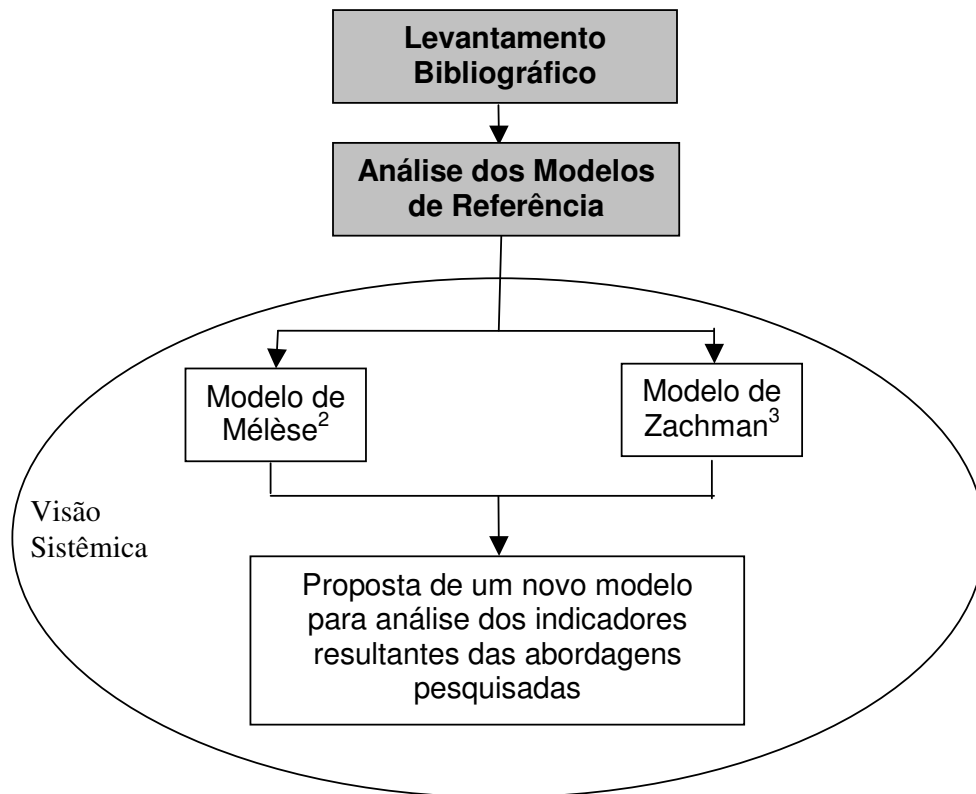 Levantamento
Bibliográfico
Análise dos Modelos
de Referência
Modelo de
Mélèse²
Modelo de
Zachman³
Visão
Sistêmica
Proposta de um novo modelo
para análise dos indicadores
resultantes das abordagens
pesquisadas